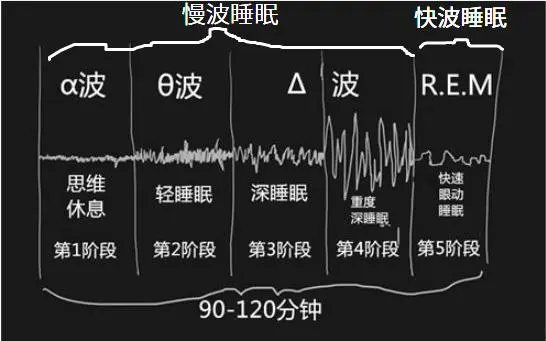 慢波睡眠
快波睡眠
α波
θ波
Δ 波
R.E.M
思维
休息
轻睡眠
深睡眠
重度
深睡眠
快速
眼动
睡眠
第1阶段
第2阶段
第3阶段
第4阶段
第5阶段
90-120分钟